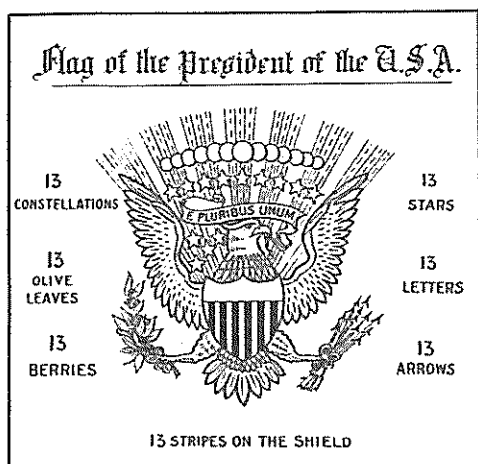 Flag of the President of the U.S.A.
13
CONSTELLATIONS
13
STARS
E PLURIBUS UNUM
13
OLIVE
LEAVES
13
LETTERS
13
BERRIES
13
ARROWS
13 STRIPES ON THE SHIELD